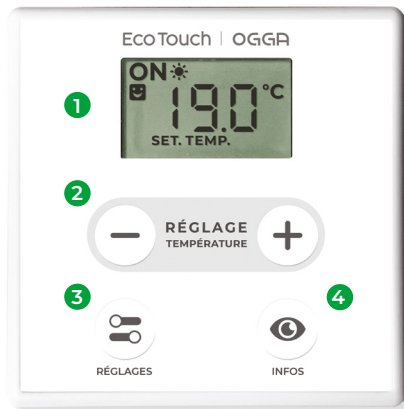 EcoTouch | OGGA
ON
1
19.0 °C
SET. TEMP.
2
RÉGLAGE
TEMPÉRATURE
3
4
RÉGLAGES
INFOS